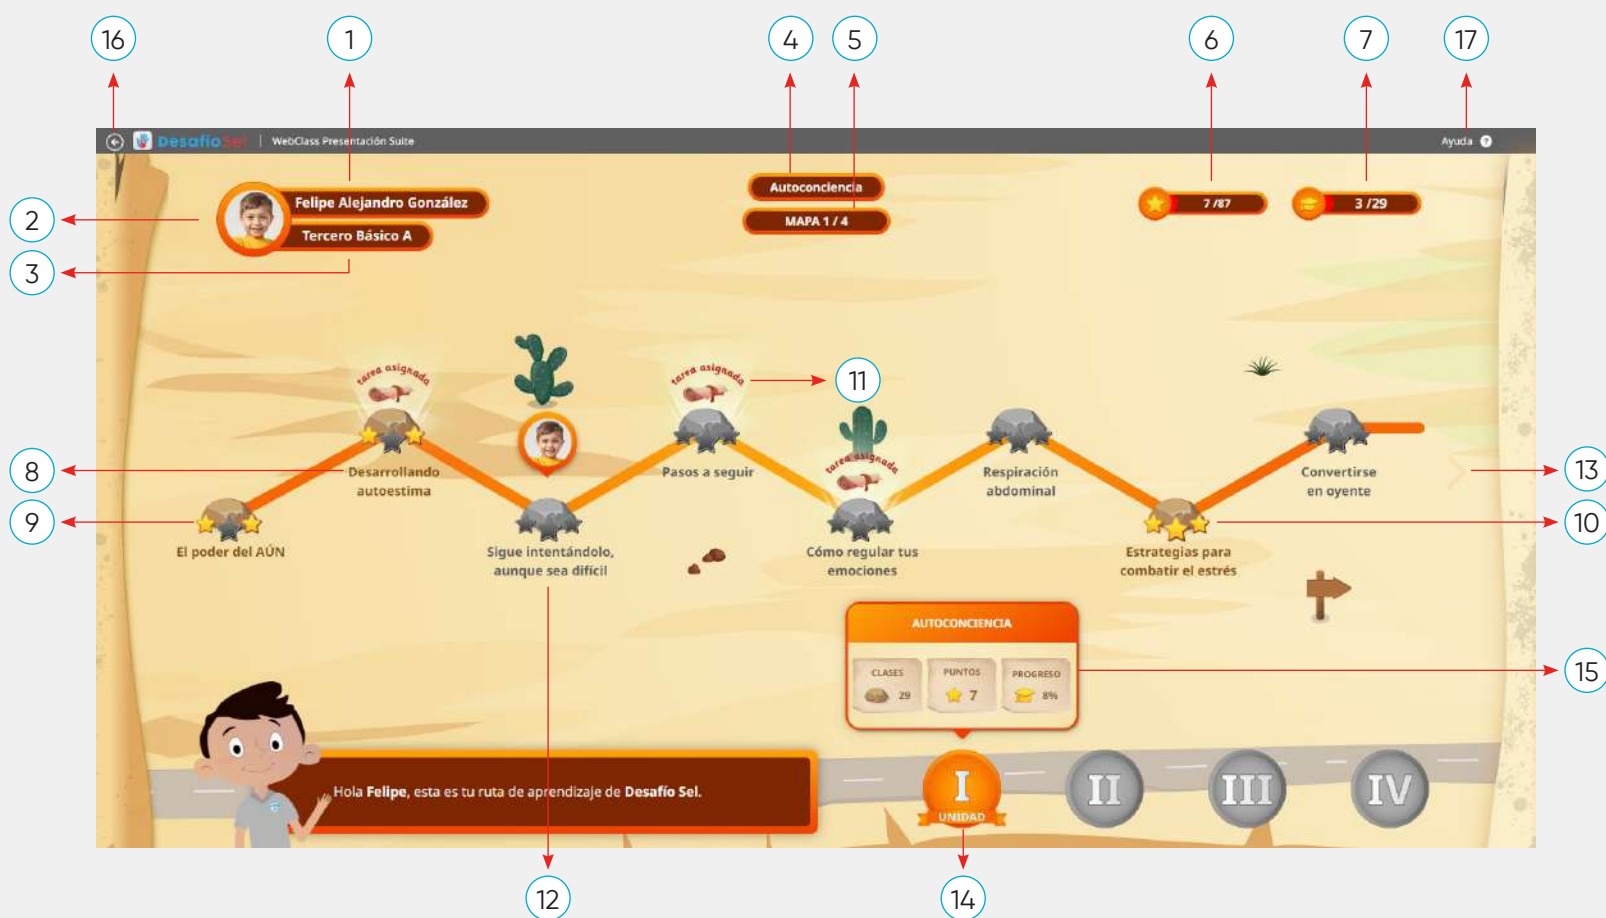 16
1
4
5
6
7
17
Desafío Sel | WebClass Presentación Suite
Ayuda ?
Felipe Alejandro González
Tercero Básico A
Autoconciencia
MAPA 1 / 4
7 /87
3 /29
2
3
tarea asignada
tarea asignada
11
tarea asignada
8
Desarrollando
autoestima
Pasos a seguir
Respiración
abdominal
Convertirse
en oyente
13
9
El poder del AÚN
Sigue intentándolo,
aunque sea difícil
Cómo regular tus
emociones
Estrategias para
combatir el estrés
10
AUTOCONCIENCIA
CLASES
29
PUNTOS
7
PROGRESO
8%
15
Hola Felipe, esta es tu ruta de aprendizaje de Desafío Sel.
I
UNIDAD
II
III
IV
12
14